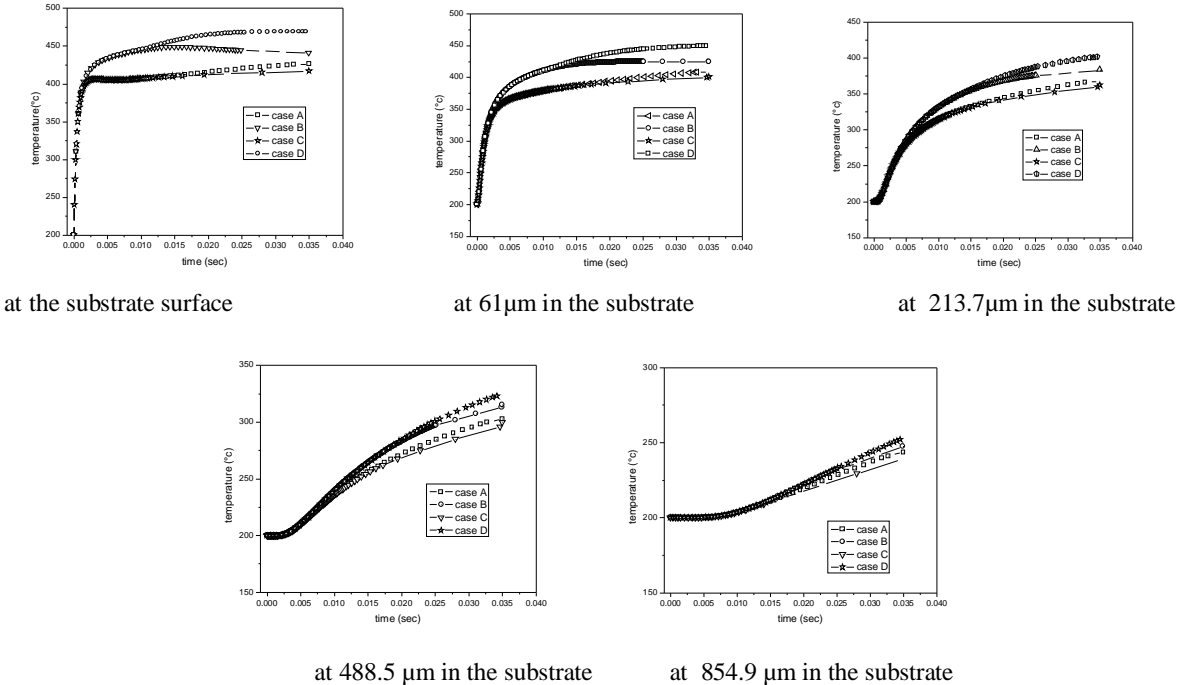 500
450
400
350
300
250
200
temperature(°c)
0.000 0.005 0.010 0.015 0.020 0.025 0.030 0.035 0.040
time (sec)
case A
case B
case C
case D
at the substrate surface
500
450
400
350
300
250
200
150
temperature (°c)
0.000 0.005 0.010 0.015 0.020 0.025 0.030 0.035 0.040
time (sec)
case A
case B
case C
case D
at 61µm in the substrate
450
400
350
300
250
200
150
temperature (°c)
0.000 0.005 0.010 0.015 0.020 0.025 0.030 0.035 0.040
time (sec)
case A
case B
case C
case D
at 213.7µm in the substrate
350
300
250
200
150
temperature (°c)
0.000 0.005 0.010 0.015 0.020 0.025 0.030 0.035 0.040
time (sec)
case A
case B
case C
case D
at 488.5 µm in the substrate
300
250
200
150
temperature (°c)
0.000 0.005 0.010 0.015 0.020 0.025 0.030 0.035 0.040
time (sec)
case A
case B
case C
case D
at 854.9 µm in the substrate